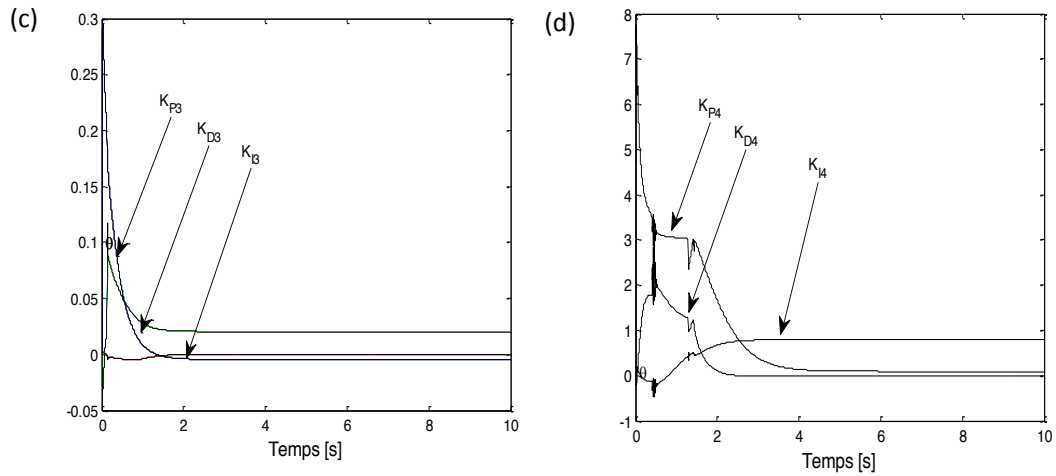 (c)
0.3
0.25
0.2
0.15
0.1
0.05
0
-0.05
K_P3
K_D3
K_I3
θ
0 2 4 6 8 10
Temps [s]
(d)
8
7
6
5
4
3
2
1
0
-1
K_P4
K_D4
K_I4
θ
0 2 4 6 8 10
Temps [s]